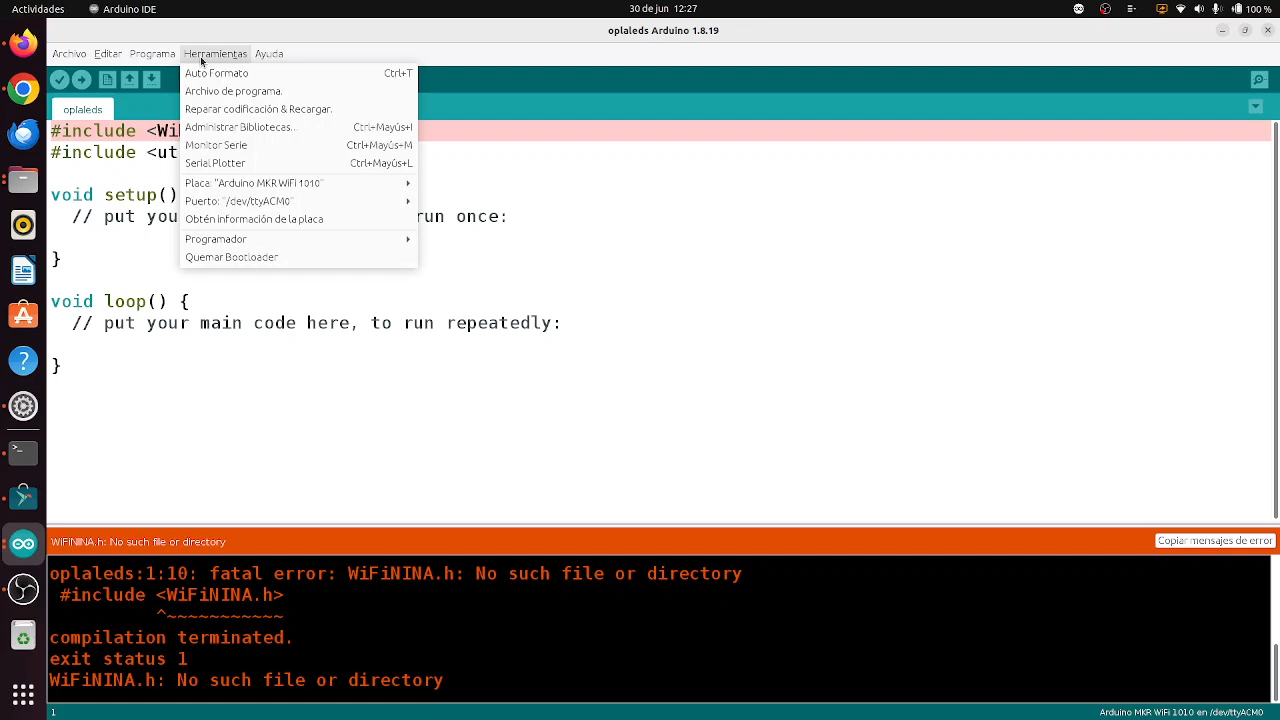 Actividades Arduino IDE 30 de jun 12:27 100 %
oplaleds Arduino 1.8.19
Archivo Editar Programa Herramientas Ayuda
Auto Formato Ctrl+T
Archivo de programa.
Reparar codificación & Recargar.
Administrar Bibliotecas... Ctrl+Mayús+I
Monitor Serie Ctrl+Mayús+M
Serial Plotter Ctrl+Mayús+L
Placa: "Arduino MKR WiFi 1010"
Puerto: "/dev/ttyACM0"
Obtén información de la placa
Programador
Quemar Bootloader
oplaleds
#include <Wi
#include <ut
void setup()
// put you run once:
}
void loop() {
// put your main code here, to run repeatedly:
}
WiFiNINA.h: No such file or directory
Copiar mensajes de error
oplaleds:1:10: fatal error: WiFiNINA.h: No such file or directory
#include <WiFiNINA.h>
^~~~~~~~~~~~
compilation terminated.
exit status 1
WiFiNINA.h: No such file or directory
1 Arduino MKR WiFi 1010 en /dev/ttyACM0